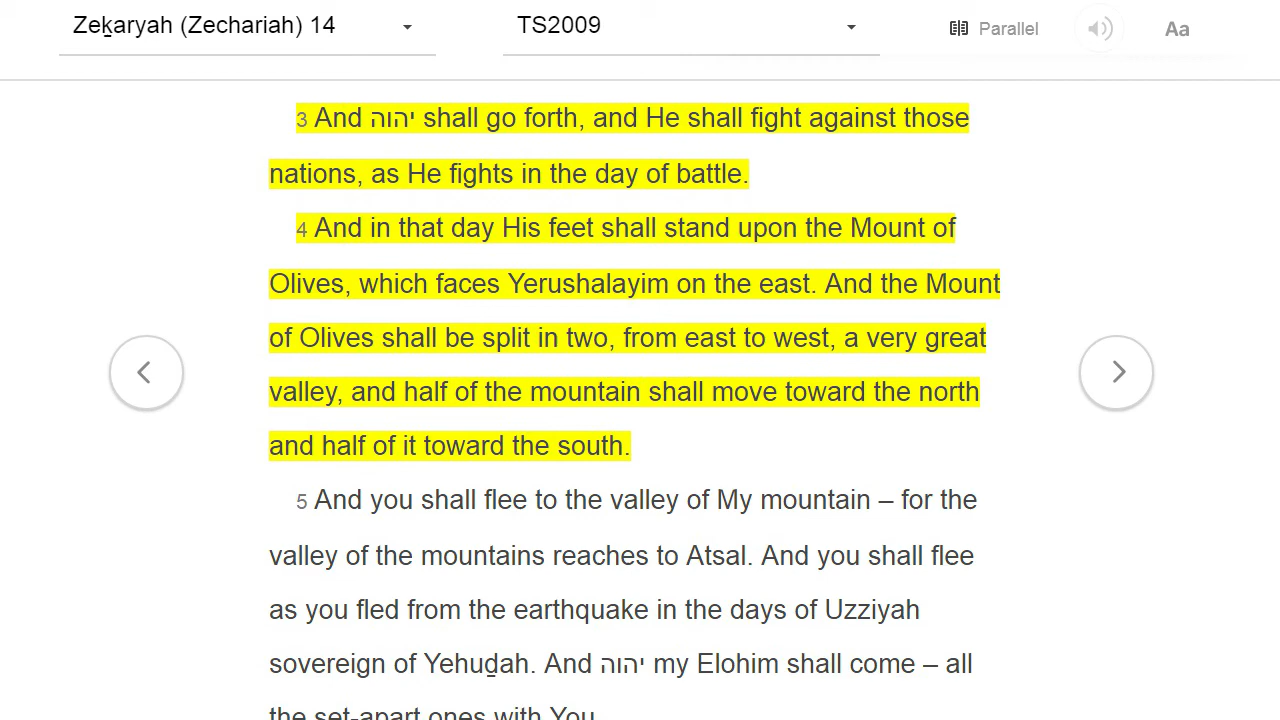 Zeḵaryah (Zechariah) 14
TS2009
Parallel
Aa
3 And יהוה shall go forth, and He shall fight against those
nations, as He fights in the day of battle.
4 And in that day His feet shall stand upon the Mount of
Olives, which faces Yerushalayim on the east. And the Mount
of Olives shall be split in two, from east to west, a very great
valley, and half of the mountain shall move toward the north
and half of it toward the south.
5 And you shall flee to the valley of My mountain – for the
valley of the mountains reaches to Atsal. And you shall flee
as you fled from the earthquake in the days of Uzziyah
sovereign of Yehuḏah. And יהוה my Elohim shall come – all
the set-apart ones with You.